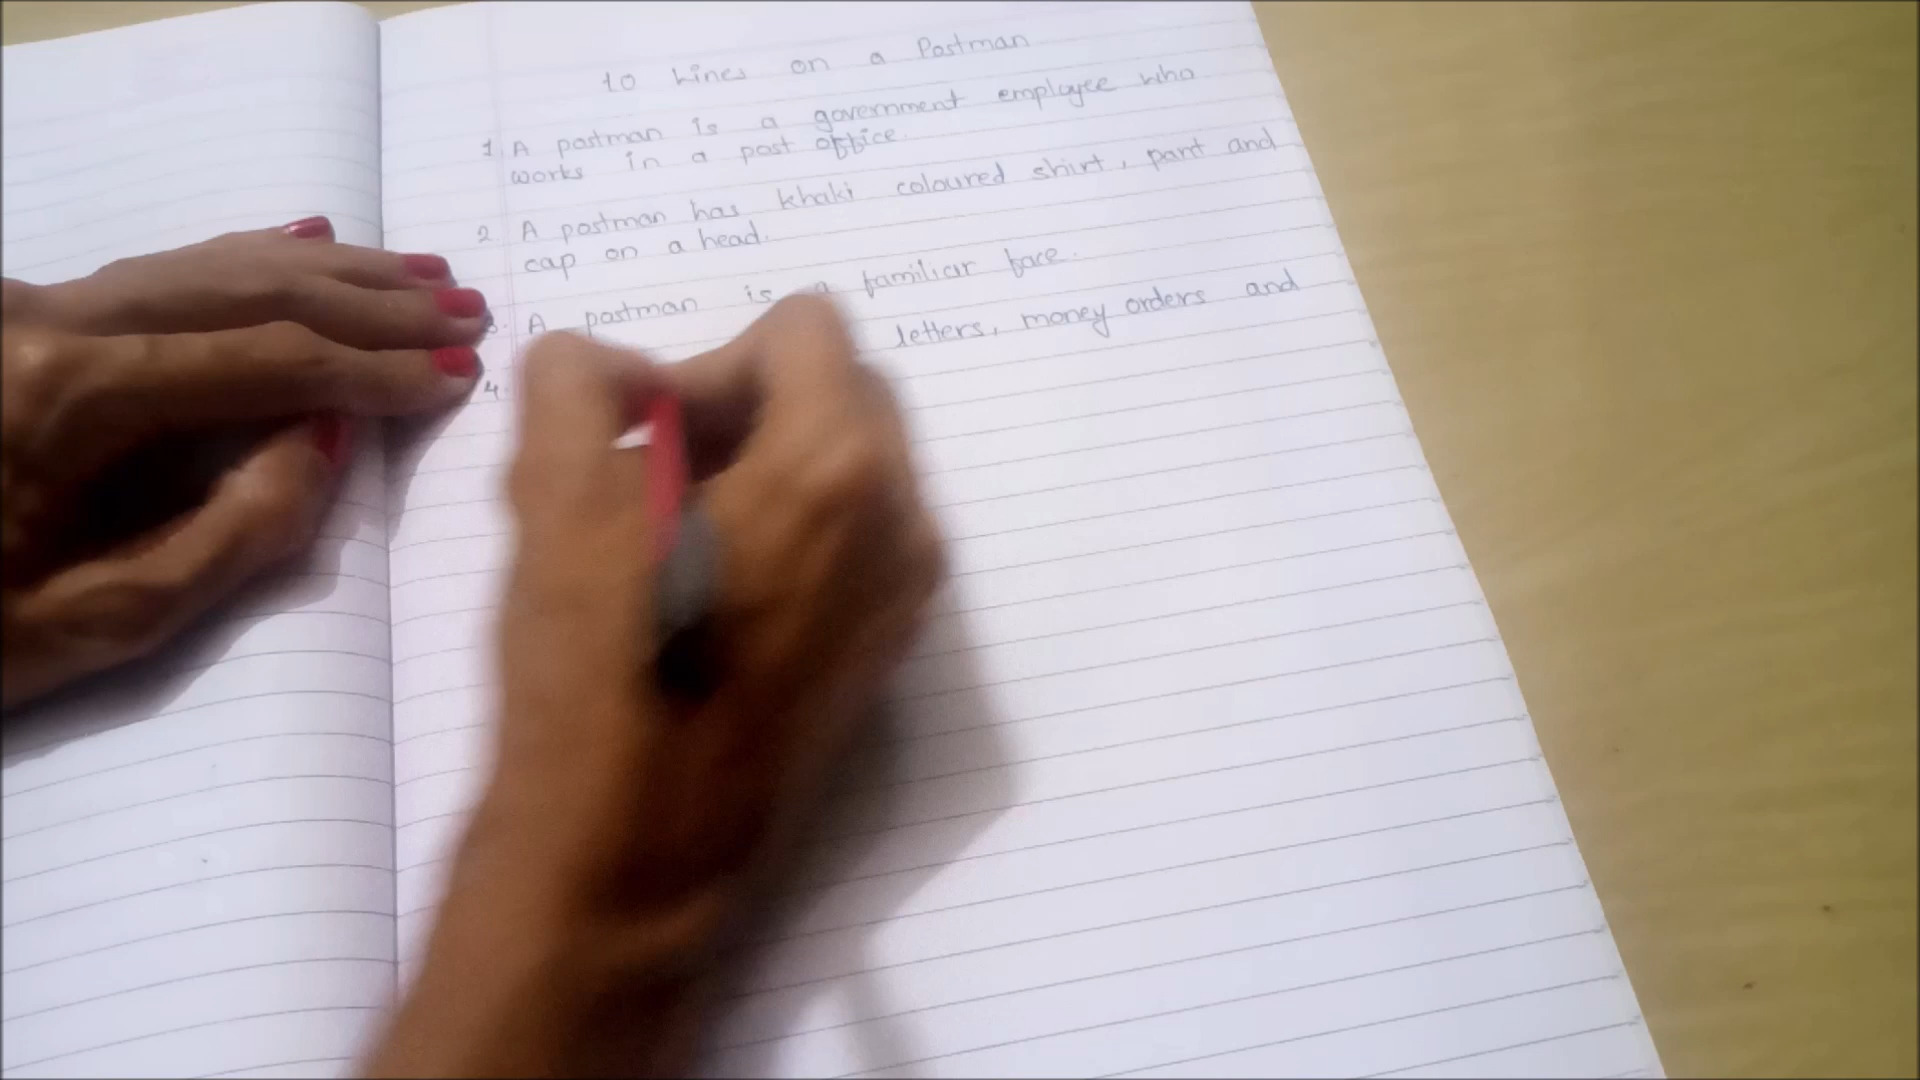 10 Lines on a Postman
1. A postman is a government employee who
works in a post office.
2. A postman has khaki coloured shirt, pant and
cap on a head.
3. A postman is a familiar face.
4. letters, money orders and